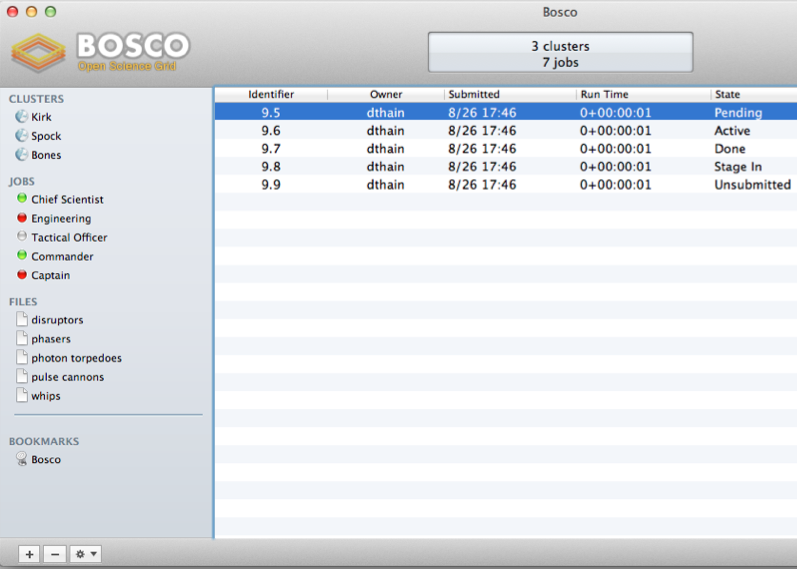 Bosco
BOSCO
Open Science Grid
3 clusters
7 jobs
CLUSTERS
Kirk
Spock
Bones
JOBS
Chief Scientist
Engineering
Tactical Officer
Commander
Captain
FILES
disruptors
phasers
photon torpedoes
pulse cannons
whips
BOOKMARKS
Bosco
Identifier Owner Submitted Run Time State
9.5 dthain 8/26 17:46 0+00:00:01 Pending
9.6 dthain 8/26 17:46 0+00:00:01 Active
9.7 dthain 8/26 17:46 0+00:00:01 Done
9.8 dthain 8/26 17:46 0+00:00:01 Stage In
9.9 dthain 8/26 17:46 0+00:00:01 Unsubmitted